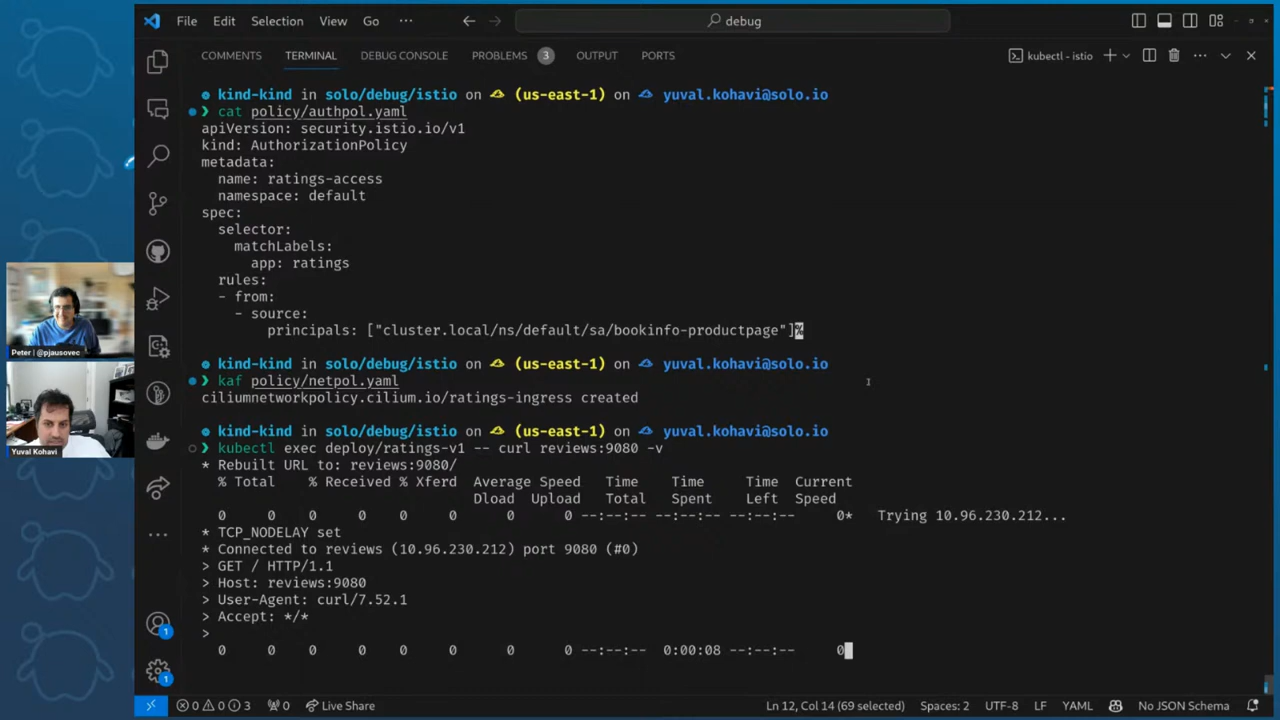 File Edit Selection View Go ··· debug
COMMENTS TERMINAL DEBUG CONSOLE PROBLEMS 3 OUTPUT PORTS kubectl - istio
kind-kind in solo/debug/istio on (us-east-1) on yuval.kohavi@solo.io
❯ cat policy/authpol.yaml
apiVersion: security.istio.io/v1
kind: AuthorizationPolicy
metadata:
  name: ratings-access
  namespace: default
spec:
  selector:
    matchLabels:
      app: ratings
  rules:
  - from:
    - source:
        principals: ["cluster.local/ns/default/sa/bookinfo-productpage"]%
kind-kind in solo/debug/istio on (us-east-1) on yuval.kohavi@solo.io
❯ kaf policy/netpol.yaml
ciliumnetworkpolicy.cilium.io/ratings-ingress created
kind-kind in solo/debug/istio on (us-east-1) on yuval.kohavi@solo.io
❯ kubectl exec deploy/ratings-v1 -- curl reviews:9080 -v
* Rebuilt URL to: reviews:9080/
  % Total % Received % Xferd Average Speed Time Time Time Current
Dload Upload Total Spent Left Speed
0 0 0 0 0 0 0 0 --:--:-- --:--:-- --:--:-- 0* Trying 10.96.230.212...
* TCP_NODELAY set
* Connected to reviews (10.96.230.212) port 9080 (#0)
> GET / HTTP/1.1
> Host: reviews:9080
> User-Agent: curl/7.52.1
> Accept: */*
>
0 0 0 0 0 0 0 0 --:--:-- 0:00:08 --:--:-- 0
Peter | @pjausovec
Yuval Kohavi
1
1
0 0 3 0 Live Share Ln 12, Col 14 (69 selected) Spaces: 2 UTF-8 LF YAML No JSON Schema